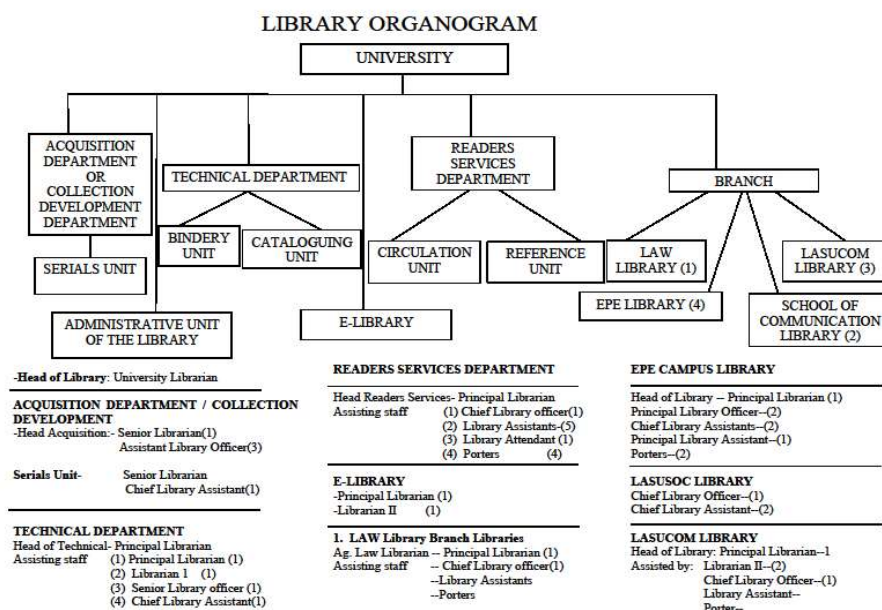 LIBRARY ORGANOGRAM
UNIVERSITY
ACQUISITION
DEPARTMENT
OR
COLLECTION
DEVELOPMENT
DEPARTMENT
TECHNICAL DEPARTMENT
READERS
SERVICES
DEPARTMENT
BRANCH
SERIALS UNIT
BINDERY
UNIT
CATALOGUING
UNIT
CIRCULATION
UNIT
REFERENCE
UNIT
LAW
LIBRARY (1)
LASUCOM
LIBRARY (3)
EPE LIBRARY (4)
SCHOOL OF
COMMUNICATION
LIBRARY (2)
ADMINISTRATIVE UNIT
OF THE LIBRARY
E-LIBRARY
-Head of Library: University Librarian
ACQUISITION DEPARTMENT / COLLECTION
DEVELOPMENT
-Head Acquisition:- Senior Librarian(1)
Assistant Library Officer(3)
Serials Unit- Senior Librarian
Chief Library Assistant(1)
TECHNICAL DEPARTMENT
Head of Technical- Principal Librarian
Assisting staff (1) Principal Librarian (1)
(2) Librarian 1 (1)
(3) Senior Library officer (1)
(4) Chief Library Assistant(1)
READERS SERVICES DEPARTMENT
Head Readers Services- Principal Librarian
Assisting staff (1) Chief Library officer(1)
(2) Library Assistants-(5)
(3) Library Attendant (1)
(4) Porters (4)
E-LIBRARY
-Principal Librarian (1)
-Librarian II (1)
1. LAW Library Branch Libraries
Ag. Law Librarian -- Principal Librarian (1)
Assisting staff -- Chief Library officer(1)
--Library Assistants
--Porters
EPE CAMPUS LIBRARY
Head of Library -- Principal Librarian (1)
Principal Library Officer--(2)
Chief Library Assistants--(2)
Principal Library Assistant--(1)
Porters--(2)
LASUSOC LIBRARY
Chief Library Officer--(1)
Chief Library Assistant--(2)
LASUCOM LIBRARY
Head of Library: Principal Librarian--1
Assisted by: Librarian II--(2)
Chief Library Officer--(1)
Library Assistant--
Porter--